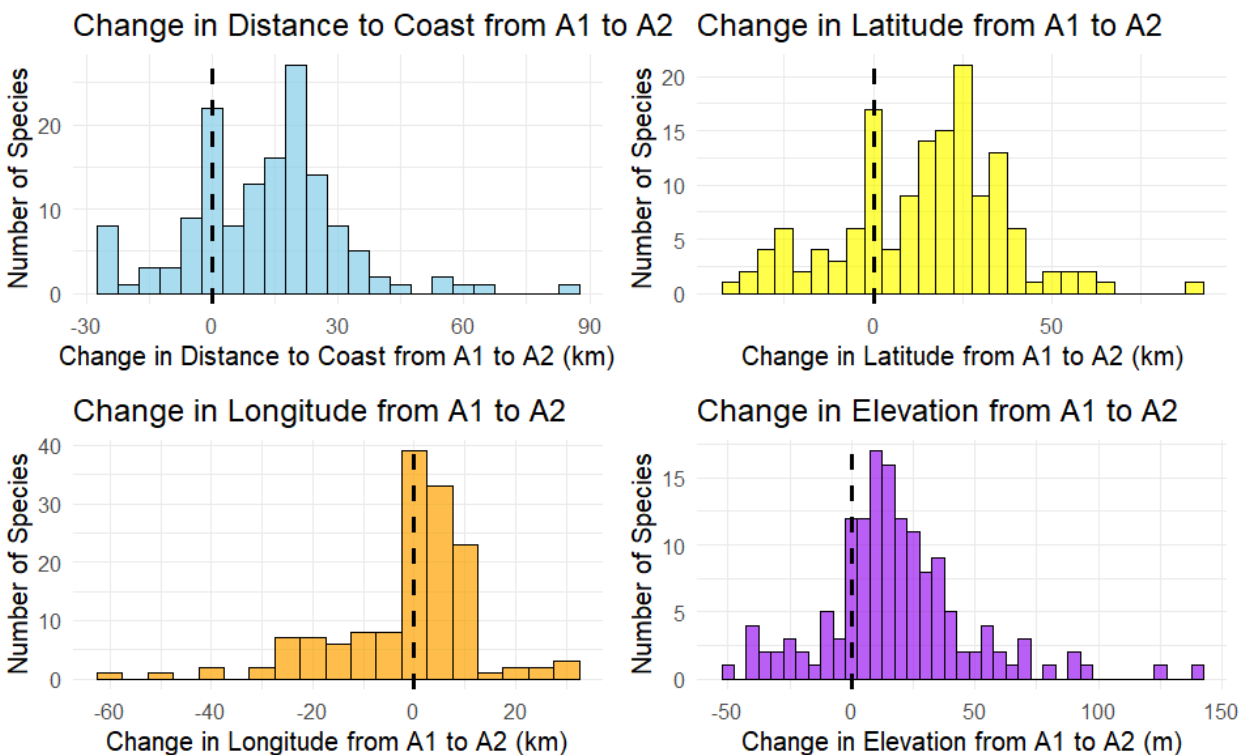 Change in Distance to Coast from A1 to A2
Number of Species
20
10
0
-30 0 30 60 90
Change in Distance to Coast from A1 to A2 (km)
Change in Latitude from A1 to A2
Number of Species
20
15
10
5
0
0 50
Change in Latitude from A1 to A2 (km)
Change in Longitude from A1 to A2
Number of Species
40
30
20
10
0
-60 -40 -20 0 20
Change in Longitude from A1 to A2 (km)
Change in Elevation from A1 to A2
Number of Species
15
10
5
0
-50 0 50 100 150
Change in Elevation from A1 to A2 (m)